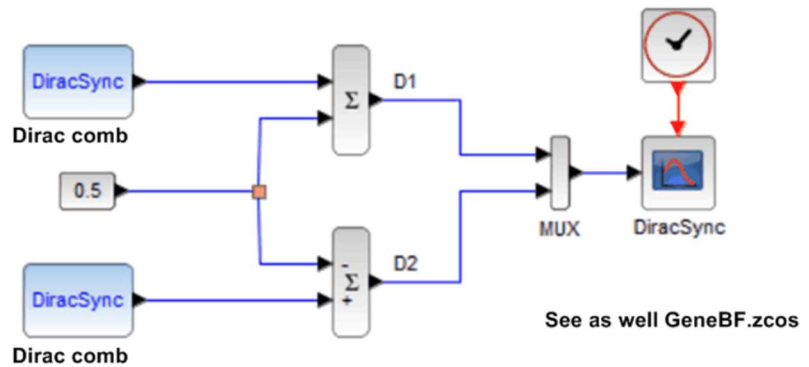 DiracSync
Dirac comb
0.5
DiracSync
Dirac comb
Σ
D1
-
Σ
+
D2
MUX
DiracSync
See as well GeneBF.zcos